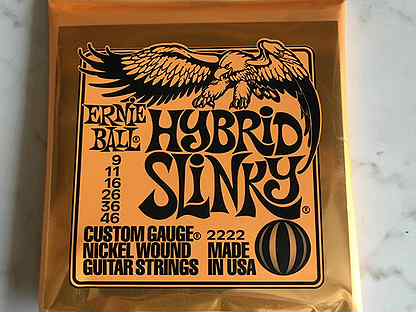 ERNIE BALL®
HYBRID
SLINKY®
9
11
16
26
36
46
CUSTOM GAUGE® 2222
NICKEL WOUND MADE
GUITAR STRINGS IN USA